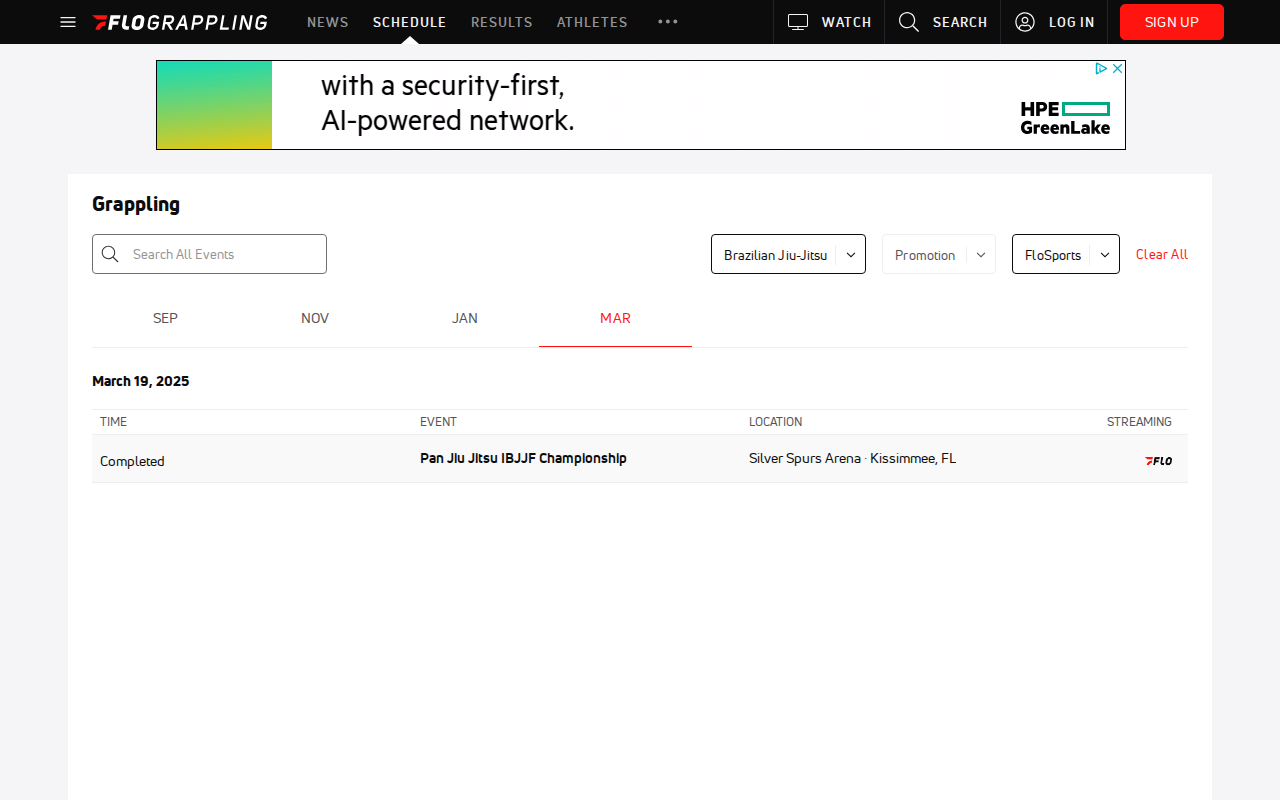 FLOGRAPPLING NEWS SCHEDULE RESULTS ATHLETES ••• WATCH SEARCH LOG IN SIGN UP
with a security-first,
AI-powered network.
HPE
GreenLake
Grappling
Search All Events Brazilian Jiu-Jitsu Promotion FloSports Clear All
SEP NOV JAN MAR
March 19, 2025
TIME EVENT LOCATION STREAMING
Completed Pan Jiu Jitsu IBJJF Championship Silver Spurs Arena · Kissimmee, FL FLO